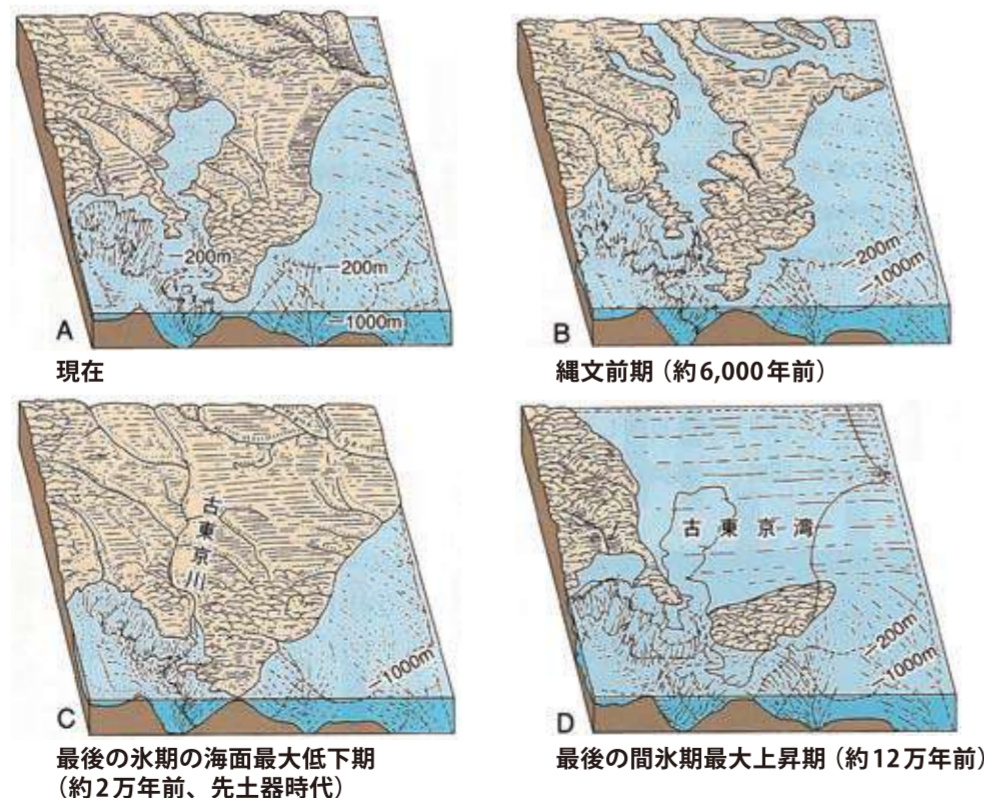 -200m
-200m
-1000m
A
現在
-200m
-1000m
B
縄文前期（約6,000年前）
古東京川
-1000m
C
最後の氷期の海面最大低下期
（約2万年前、先土器時代）
古東京湾
-200m
-1000m
D
最後の間氷期最大上昇期（約12万年前）